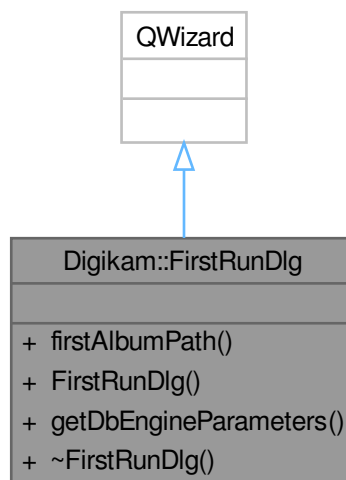 QWizard
Digikam::FirstRunDlg
+ firstAlbumPath()
+ FirstRunDlg()
+ getDbEngineParameters()
+ ~FirstRunDlg()